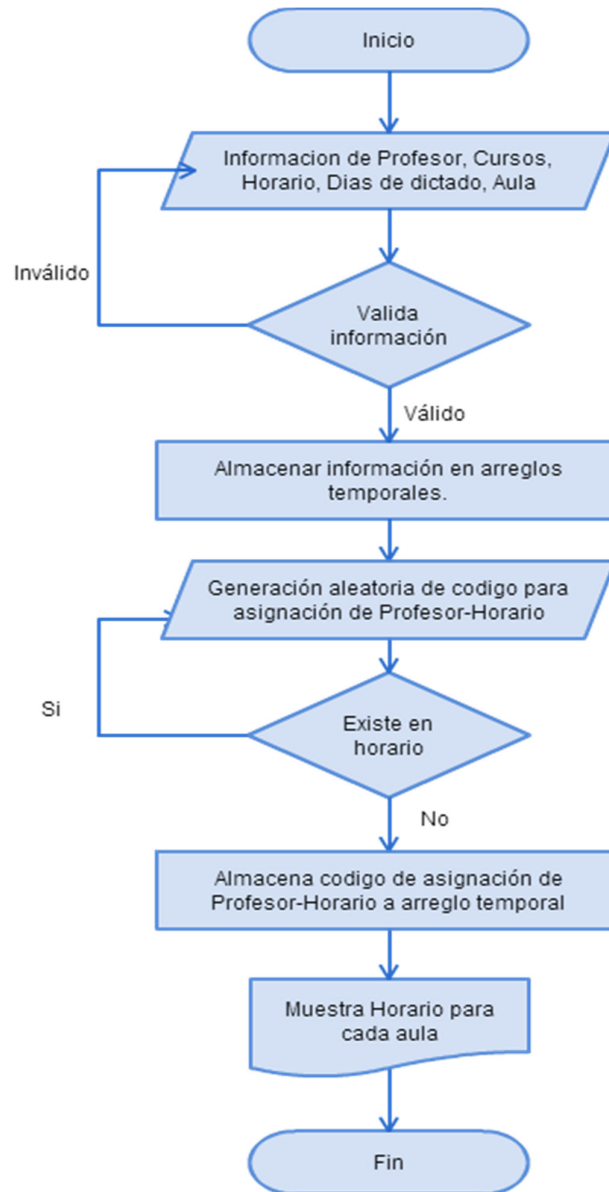 Inicio
Informacion de Profesor, Cursos,
Horario, Dias de dictado, Aula
Inválido
Valida
información
Válido
Almacenar información en arreglos
temporales.
Generación aleatoria de codigo para
asignación de Profesor-Horario
Si
Existe en
horario
No
Almacena codigo de asignación de
Profesor-Horario a arreglo temporal
Muestra Horario para
cada aula
Fin